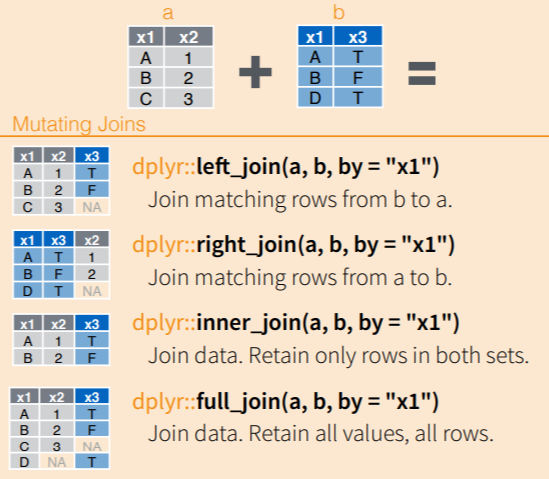 a b
x1 x2 x1 x3
A 1 A T
B 2 + B F =
C 3 D T
Mutating Joins
x1 x2 x3
A 1 T
B 2 F
C 3 NA
dplyr::left_join(a, b, by = "x1")
Join matching rows from b to a.
x1 x3 x2
A T 1
B F 2
D T NA
dplyr::right_join(a, b, by = "x1")
Join matching rows from a to b.
x1 x2 x3
A 1 T
B 2 F
dplyr::inner_join(a, b, by = "x1")
Join data. Retain only rows in both sets.
x1 x2 x3
A 1 T
B 2 F
C 3 NA
D NA T
dplyr::full_join(a, b, by = "x1")
Join data. Retain all values, all rows.